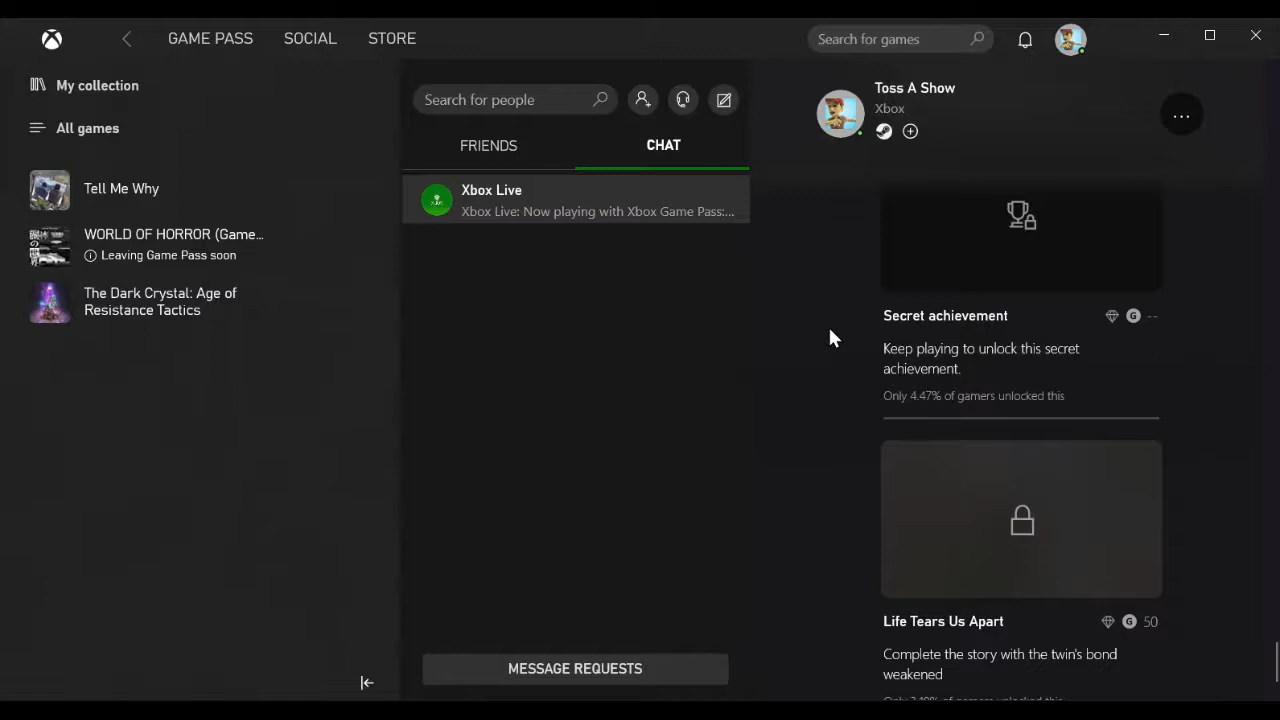 GAME PASS
SOCIAL
STORE
Search for games
My collection
All games
Tell Me Why
WORLD OF HORROR (Game...
Leaving Game Pass soon
The Dark Crystal: Age of
Resistance Tactics
Search for people
FRIENDS
CHAT
Xbox Live
Xbox Live: Now playing with Xbox Game Pass:...
MESSAGE REQUESTS
Toss A Show
Xbox
...
Secret achievement
G --
Keep playing to unlock this secret
achievement.
Only 4.47% of gamers unlocked this
Life Tears Us Apart
G 50
Complete the story with the twin's bond
weakened